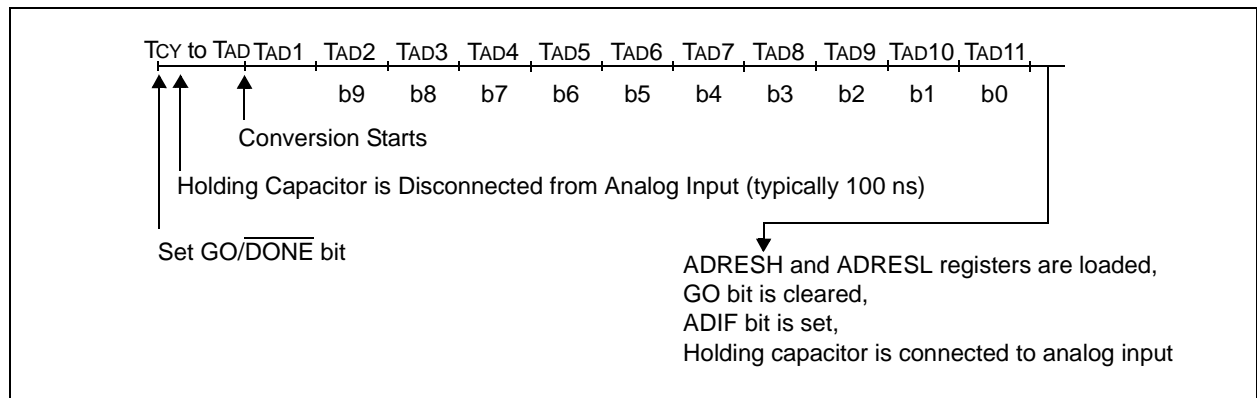 TCY to TAD TAD1 TAD2 TAD3 TAD4 TAD5 TAD6 TAD7 TAD8 TAD9 TAD10 TAD11
b9 b8 b7 b6 b5 b4 b3 b2 b1 b0
Conversion Starts
Holding Capacitor is Disconnected from Analog Input (typically 100 ns)
Set GO/DONE bit
ADRESH and ADRESL registers are loaded,
GO bit is cleared,
ADIF bit is set,
Holding capacitor is connected to analog input